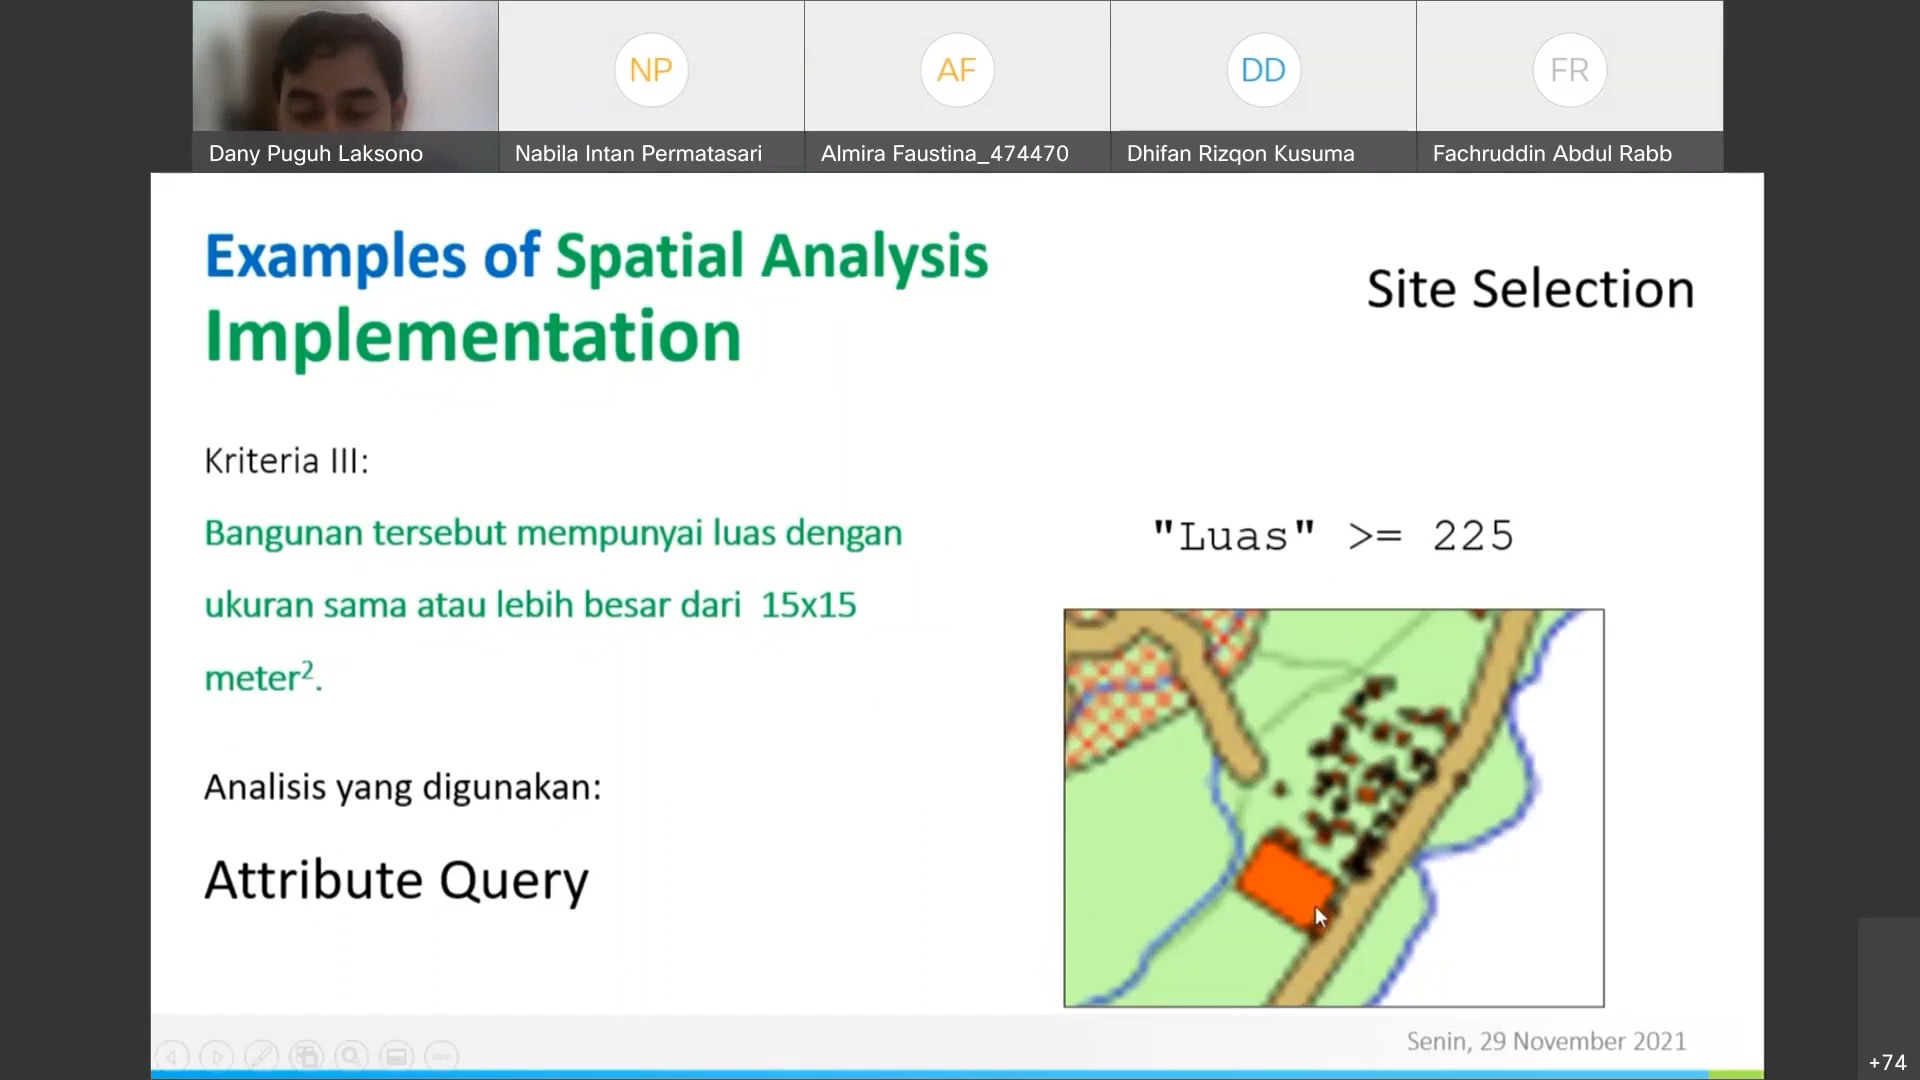 NP
AF
DD
FR
Dany Puguh Laksono
Nabila Intan Permatasari
Almira Faustina_474470
Dhifan Rizqon Kusuma
Fachruddin Abdul Rabb
Examples of Spatial Analysis
Implementation
Site Selection
Kriteria III:
Bangunan tersebut mempunyai luas dengan
ukuran sama atau lebih besar dari 15x15
meter².
"Luas" >= 225
Analisis yang digunakan:
Attribute Query
Senin, 29 November 2021
+74